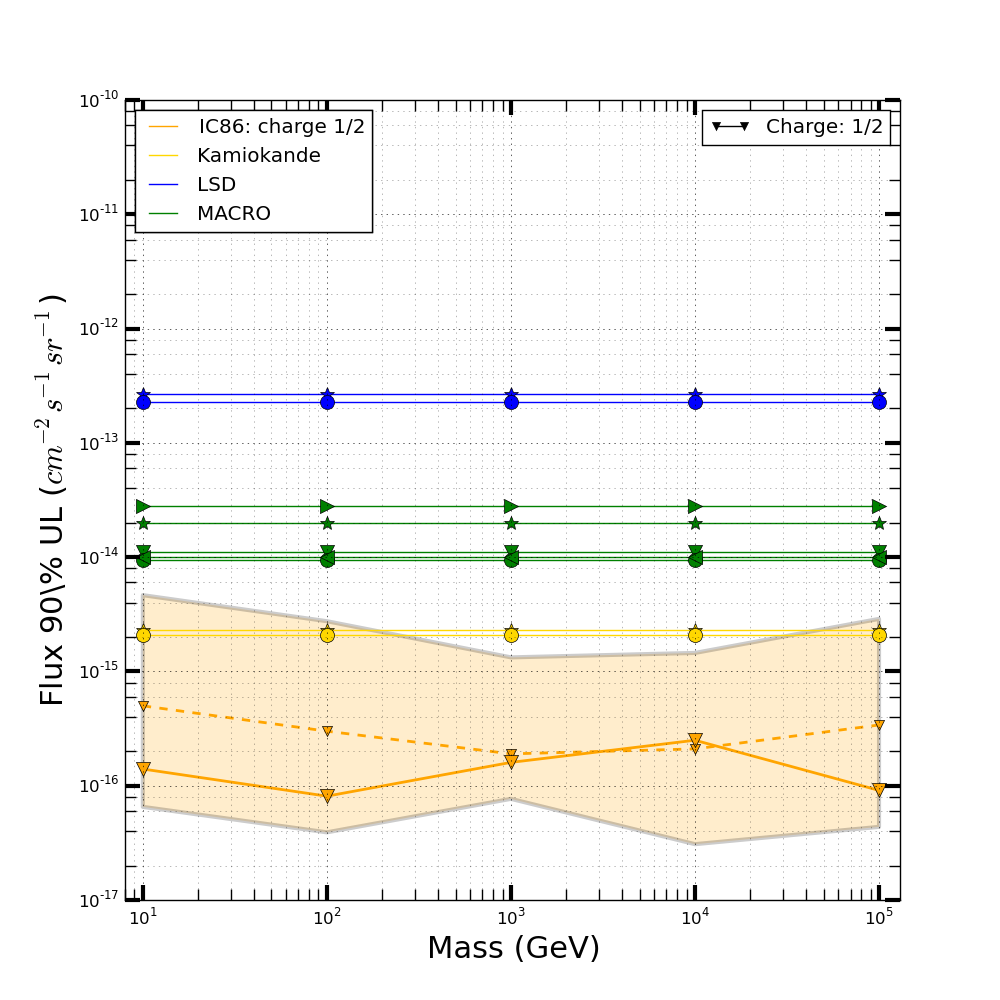 IC86: charge 1/2
Kamiokande
LSD
MACRO
Charge: 1/2
10^-10
10^-11
10^-12
10^-13
10^-14
10^-15
10^-16
10^-17
Flux 90\% UL (cm^−2 s^−1 sr^−1)
10^1 10^2 10^3 10^4 10^5
Mass (GeV)